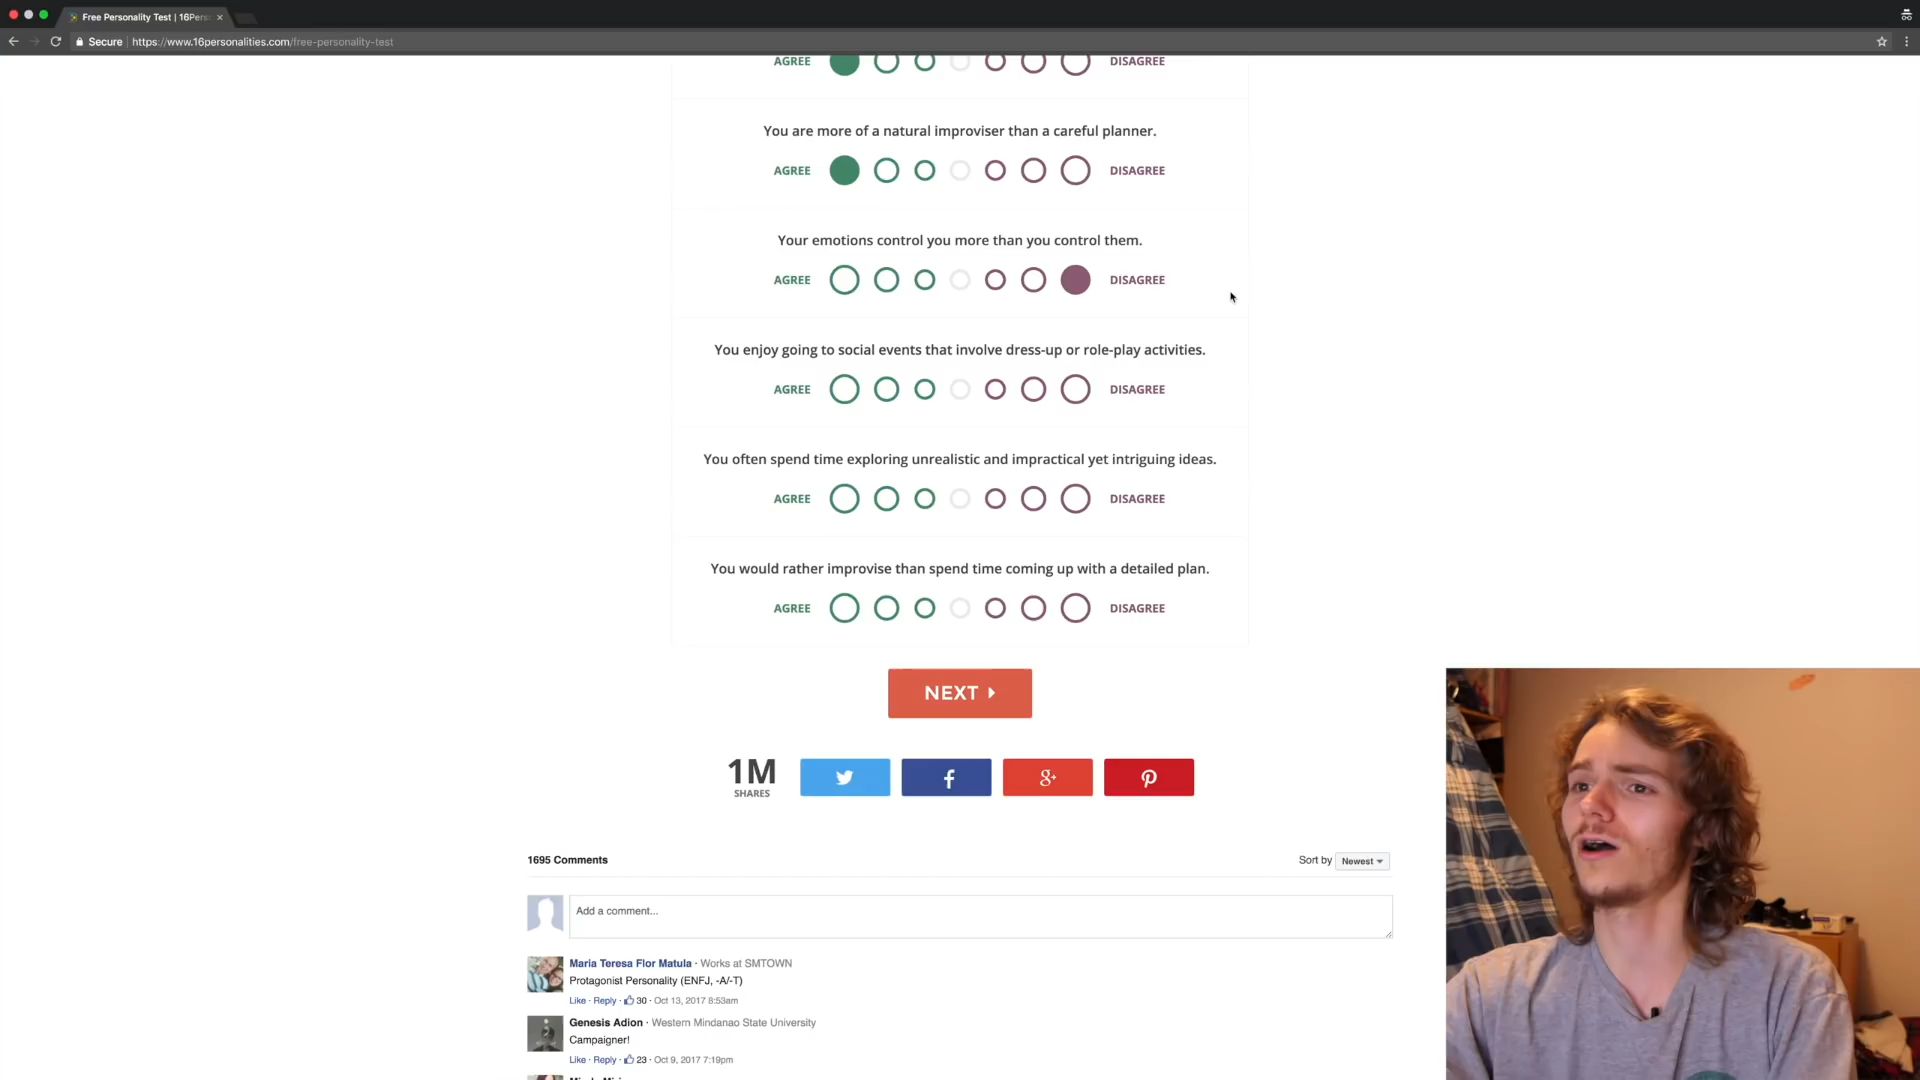 Free Personality Test | 16Pers
Secure
https://www.16personalities.com/free-personality-test
AGREE DISAGREE
You are more of a natural improviser than a careful planner.
AGREE DISAGREE
Your emotions control you more than you control them.
AGREE DISAGREE
You enjoy going to social events that involve dress-up or role-play activities.
AGREE DISAGREE
You often spend time exploring unrealistic and impractical yet intriguing ideas.
AGREE DISAGREE
You would rather improvise than spend time coming up with a detailed plan.
AGREE DISAGREE
NEXT
1M
SHARES
1695 Comments
Sort by Newest
Add a comment...
Maria Teresa Flor Matula · Works at SMTOWN
Protagonist Personality (ENFJ, -A/-T)
Like · Reply · 30 · Oct 13, 2017 8:53am
Genesis Adion · Western Mindanao State University
Campaigner!
Like · Reply · 23 · Oct 9, 2017 7:19pm